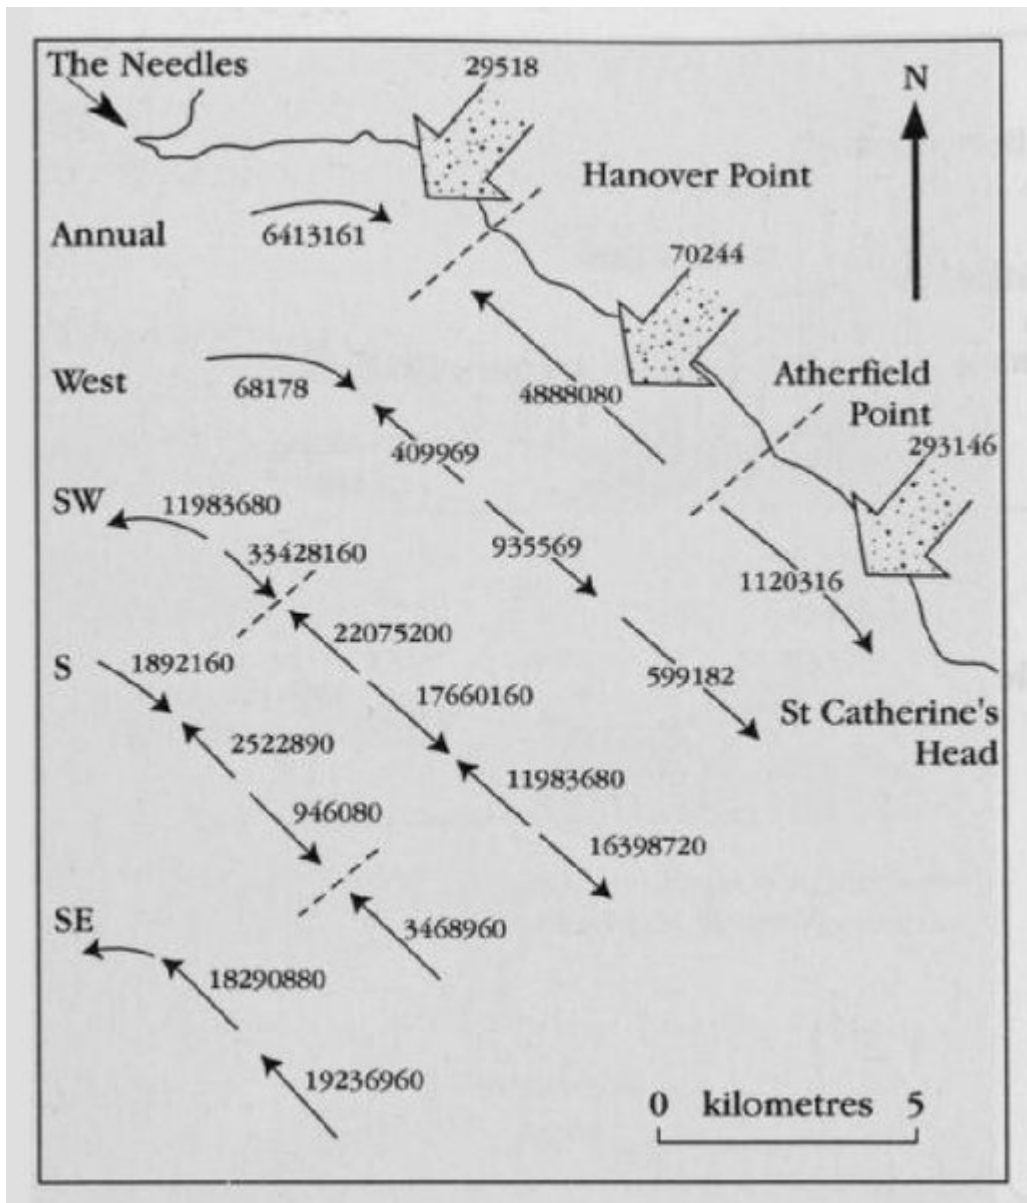 The Needles
29518
N
Hanover Point
Annual
6413161
70244
West
68178
4888080
Atherfield
Point
409969
293146
SW
11983680
33428160
935569
1120316
22075200
S
1892160
17660160
599182
St Catherine's
Head
2522890
11983680
946080
16398720
SE
3468960
18290880
19236960
0 kilometres 5